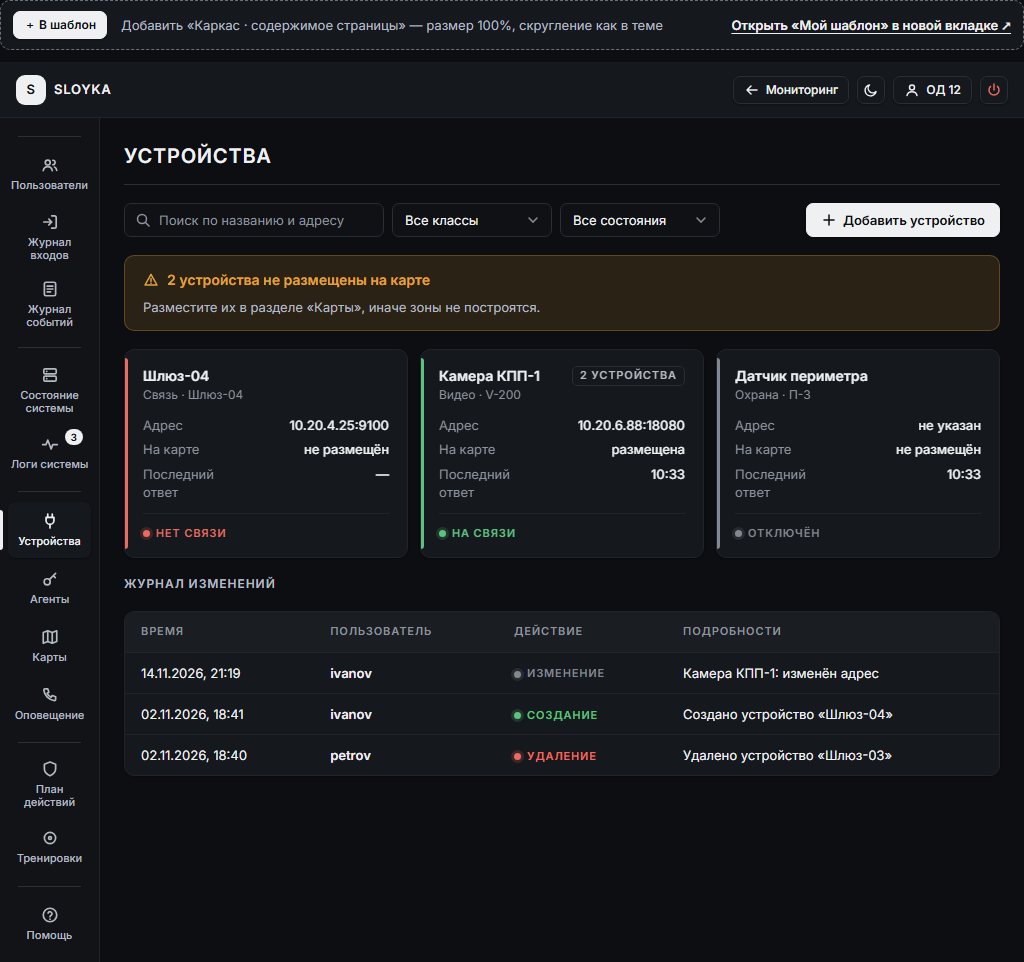 + В шаблон
Добавить «Каркас · содержимое страницы» — размер 100%, скругление как в теме
Открыть «Мой шаблон» в новой вкладке ↗
S SLOYKA
← Мониторинг
ОД 12
Пользователи
Журнал
входов
Журнал
событий
Состояние
системы
3
Логи системы
Устройства
Агенты
Карты
Оповещение
План
действий
Тренировки
Помощь
УСТРОЙСТВА
Поиск по названию и адресу
Все классы
Все состояния
+ Добавить устройство
2 устройства не размещены на карте
Разместите их в разделе «Карты», иначе зоны не построятся.
Шлюз-04
Связь · Шлюз-04
Адрес 10.20.4.25:9100
На карте не размещён
Последний
ответ —
НЕТ СВЯЗИ
Камера КПП-1 2 УСТРОЙСТВА
Видео · V-200
Адрес 10.20.6.88:18080
На карте размещена
Последний
ответ 10:33
НА СВЯЗИ
Датчик периметра
Охрана · П-3
Адрес не указан
На карте не размещён
Последний
ответ 10:33
ОТКЛЮЧЁН
ЖУРНАЛ ИЗМЕНЕНИЙ
ВРЕМЯ ПОЛЬЗОВАТЕЛЬ ДЕЙСТВИЕ ПОДРОБНОСТИ
14.11.2026, 21:19 ivanov ИЗМЕНЕНИЕ Камера КПП-1: изменён адрес
02.11.2026, 18:41 ivanov СОЗДАНИЕ Создано устройство «Шлюз-04»
02.11.2026, 18:40 petrov УДАЛЕНИЕ Удалено устройство «Шлюз-03»